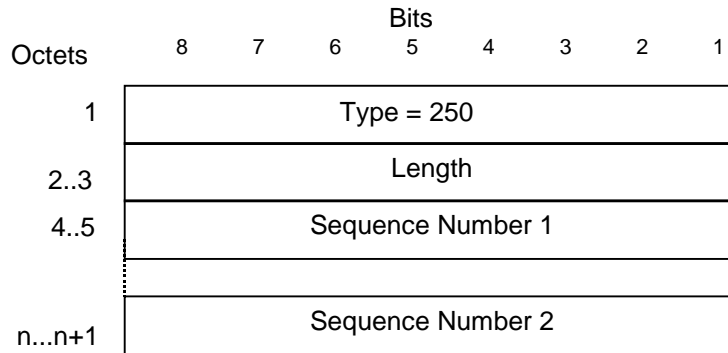 Bits
Octets 8 7 6 5 4 3 2 1
1 Type = 250
2..3 Length
4..5 Sequence Number 1
n...n+1 Sequence Number 2